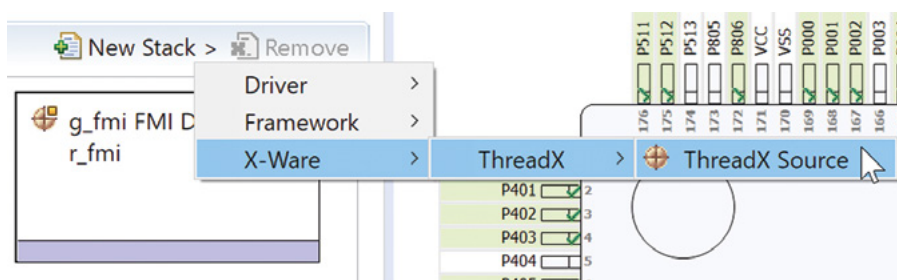 New Stack > Remove
Driver >
Framework >
X-Ware >
ThreadX >
ThreadX Source
g_fmi FMI D
r_fmi
P511
P512
P513
P805
P806
VCC
VSS
P000
P001
P002
P003
176
175
174
173
172
171
170
169
168
167
166
P401 2
P402 3
P403 4
P404 5